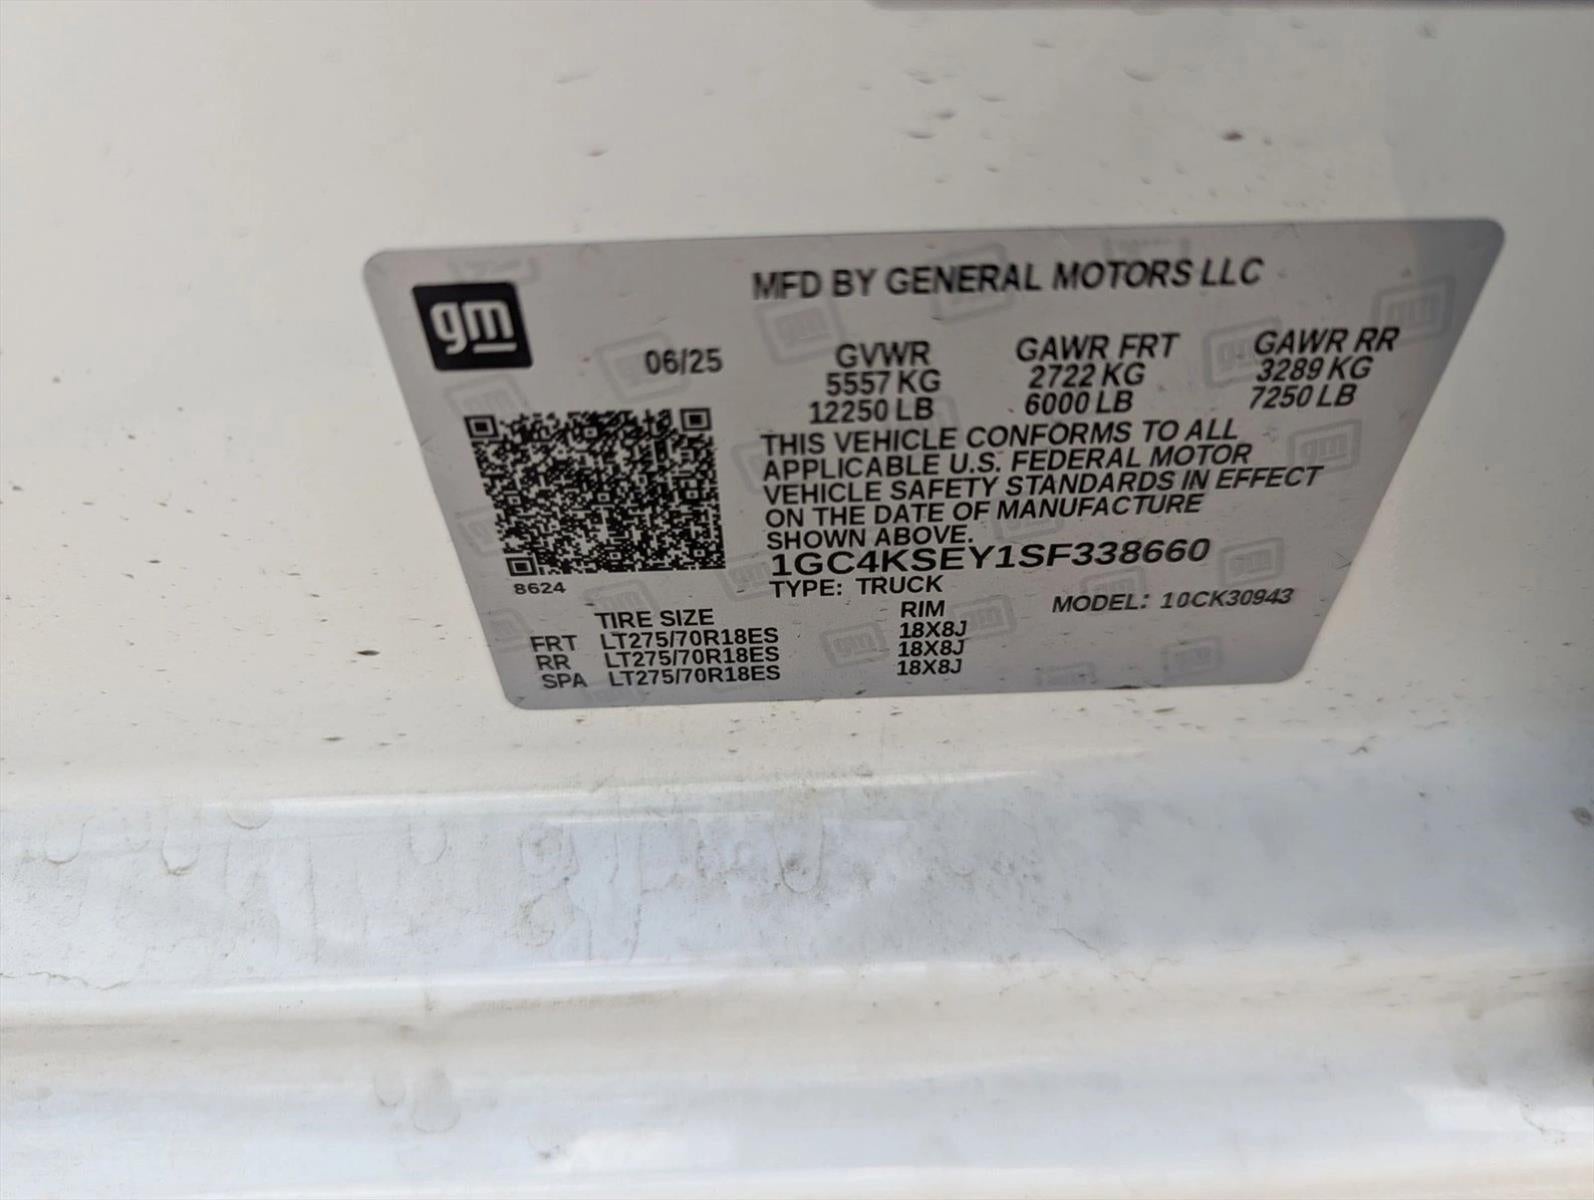 gm
MFD BY GENERAL MOTORS LLC
06/25
GVWR GAWR FRT GAWR RR
5557 KG 2722 KG 3289 KG
12250 LB 6000 LB 7250 LB
THIS VEHICLE CONFORMS TO ALL
APPLICABLE U.S. FEDERAL MOTOR
VEHICLE SAFETY STANDARDS IN EFFECT
ON THE DATE OF MANUFACTURE
SHOWN ABOVE.
1GC4KSEY1SF338660
8624
TYPE: TRUCK
MODEL: 10CK30943
TIRE SIZE RIM
FRT LT275/70R18ES 18X8J
RR LT275/70R18ES 18X8J
SPA LT275/70R18ES 18X8J